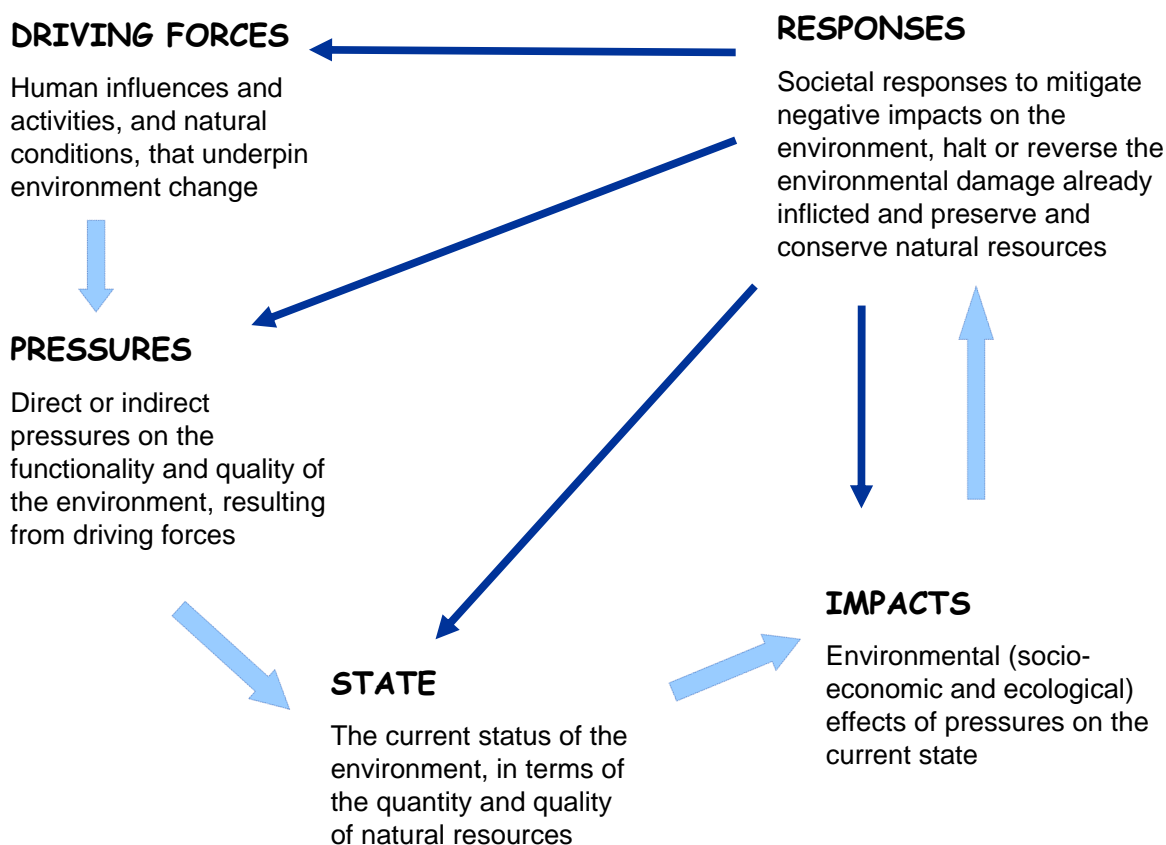 DRIVING FORCES
Human influences and
activities, and natural
conditions, that underpin
environment change
RESPONSES
Societal responses to mitigate
negative impacts on the
environment, halt or reverse the
environmental damage already
inflicted and preserve and
conserve natural resources
PRESSURES
Direct or indirect
pressures on the
functionality and quality of
the environment, resulting
from driving forces
STATE
The current status of the
environment, in terms of
the quantity and quality
of natural resources
IMPACTS
Environmental (socio-
economic and ecological)
effects of pressures on the
current state